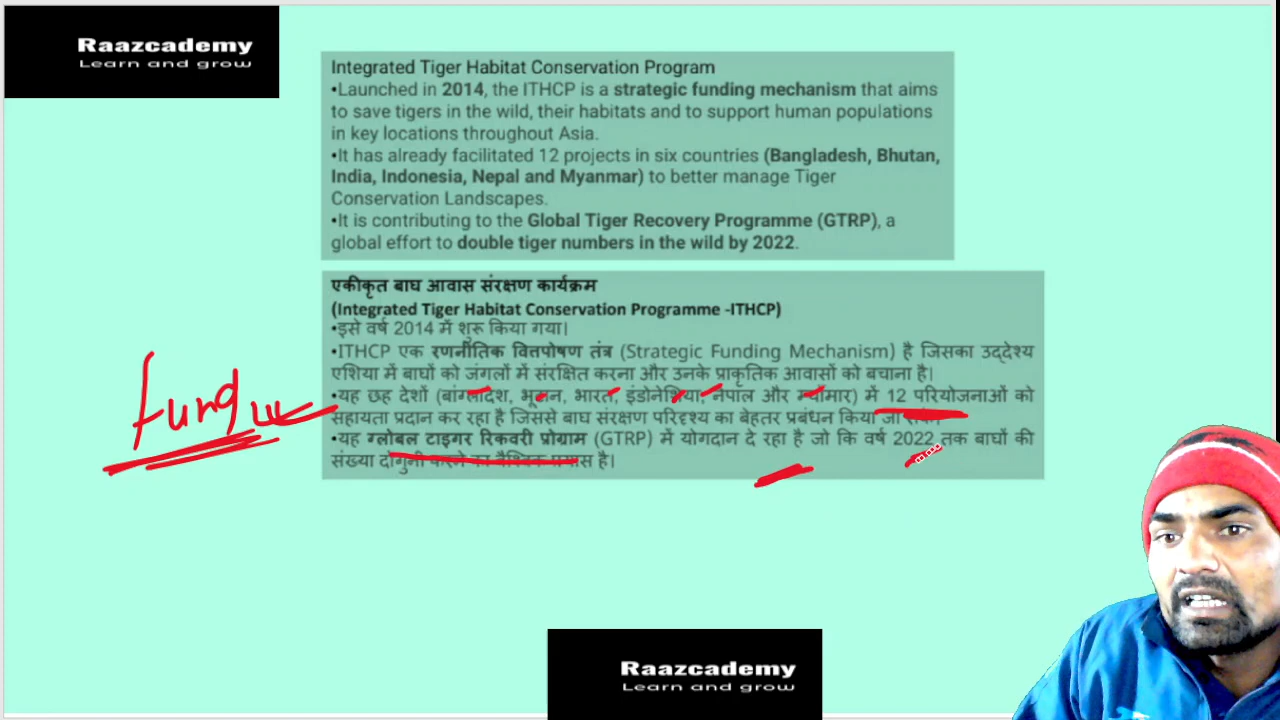 Raazcademy
Learn and grow
Integrated Tiger Habitat Conservation Program
•Launched in 2014, the ITHCP is a strategic funding mechanism that aims
to save tigers in the wild, their habitats and to support human populations
in key locations throughout Asia.
•It has already facilitated 12 projects in six countries (Bangladesh, Bhutan,
India, Indonesia, Nepal and Myanmar) to better manage Tiger
Conservation Landscapes.
•It is contributing to the Global Tiger Recovery Programme (GTRP), a
global effort to double tiger numbers in the wild by 2022.
एकीकृत बाघ आवास संरक्षण कार्यक्रम
(Integrated Tiger Habitat Conservation Programme -ITHCP)
•इसे वर्ष 2014 में शुरू किया गया।
•ITHCP एक रणनीतिक वित्तपोषण तंत्र (Strategic Funding Mechanism) है जिसका उद्देश्य
एशिया में बाघों को जंगलों में संरक्षित करना और उनके प्राकृतिक आवासों को बचाना है।
•यह छह देशों (बांग्लादेश, भूटान, भारत, इंडोनेशिया, नेपाल और म्याँमार) में 12 परियोजनाओं को
सहायता प्रदान कर रहा है जिससे बाघ संरक्षण परिदृश्य का बेहतर प्रबंधन किया जा सके।
•यह ग्लोबल टाइगर रिकवरी प्रोग्राम (GTRP) में योगदान दे रहा है जो कि वर्ष 2022 तक बाघों की
संख्या दोगुनी करने का वैश्विक प्रयास है।
Fund
Raazcademy
Learn and grow